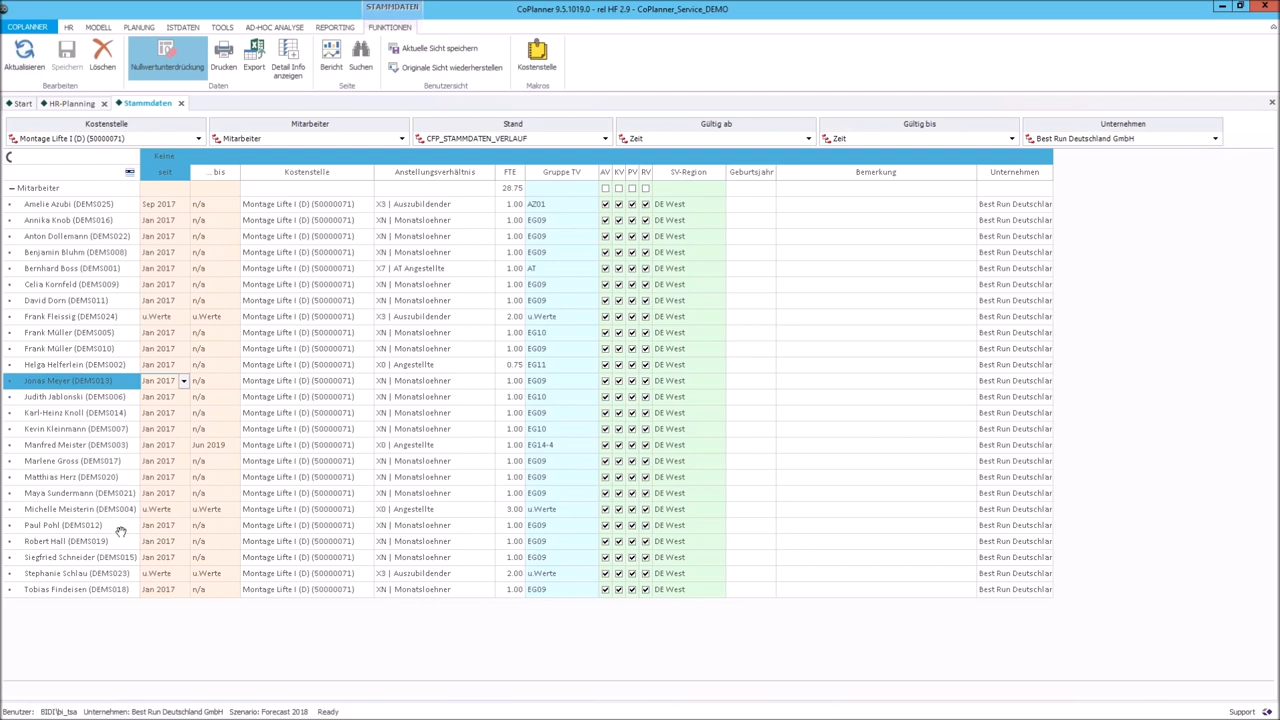 STAMMDATEN
CoPlanner 9.5.1019.0 - rel HF 2.9 - CoPlanner_Service_DEMO
COPLANNER HR MODELL PLANUNG ISTDATEN TOOLS AD-HOC ANALYSE REPORTING FUNKTIONEN
Aktualisieren Speichern Löschen Nullwertunterdrückung Drucken Export Detail Info anzeigen Bericht Suchen Aktuelle Sicht speichern Originale Sicht wiederherstellen Kostenstelle
Bearbeiten Daten Seite Benutzersicht Makros
Start HR-Planning Stammdaten
Kostenstelle Mitarbeiter Stand Gültig ab Gültig bis Unternehmen
Montage Lifte I (D) (50000071) Mitarbeiter CFP_STAMMDATEN_VERLAUF Zeit Zeit Best Run Deutschland GmbH
Keine
seit ... bis Kostenstelle Anstellungsverhältnis FTE Gruppe TV AV KV PV RV SV-Region Geburtsjahr Bemerkung Unternehmen
Mitarbeiter 28.75
Amelie Azubi (DEMS025) Sep 2017 n/a Montage Lifte I (D) (50000071) X3 | Auszubildender 1.00 AZ01 DE West Best Run Deutschlar
Annika Knob (DEMS016) Jan 2017 n/a Montage Lifte I (D) (50000071) XN | Monatsloehner 1.00 EG09 DE West Best Run Deutschlar
Anton Dollemann (DEMS022) Jan 2017 n/a Montage Lifte I (D) (50000071) XN | Monatsloehner 1.00 EG09 DE West Best Run Deutschlar
Benjamin Bluhm (DEMS008) Jan 2017 n/a Montage Lifte I (D) (50000071) XN | Monatsloehner 1.00 EG09 DE West Best Run Deutschlar
Bernhard Boss (DEMS001) Jan 2017 n/a Montage Lifte I (D) (50000071) X7 | AT Angestellte 1.00 AT DE West Best Run Deutschlar
Celia Kornfeld (DEMS009) Jan 2017 n/a Montage Lifte I (D) (50000071) XN | Monatsloehner 1.00 EG09 DE West Best Run Deutschlar
David Dorn (DEMS011) Jan 2017 n/a Montage Lifte I (D) (50000071) XN | Monatsloehner 1.00 EG09 DE West Best Run Deutschlar
Frank Fleissig (DEMS024) u.Werte u.Werte Montage Lifte I (D) (50000071) X3 | Auszubildender 2.00 u.Werte DE West Best Run Deutschlar
Frank Müller (DEMS005) Jan 2017 n/a Montage Lifte I (D) (50000071) XN | Monatsloehner 1.00 EG10 DE West Best Run Deutschlar
Frank Müller (DEMS010) Jan 2017 n/a Montage Lifte I (D) (50000071) XN | Monatsloehner 1.00 EG09 DE West Best Run Deutschlar
Helga Helferlein (DEMS002) Jan 2017 n/a Montage Lifte I (D) (50000071) X0 | Angestellte 0.75 EG11 DE West Best Run Deutschlar
Jonas Meyer (DEMS013) Jan 2017 n/a Montage Lifte I (D) (50000071) XN | Monatsloehner 1.00 EG09 DE West Best Run Deutschlar
Judith Jablonski (DEMS006) Jan 2017 n/a Montage Lifte I (D) (50000071) XN | Monatsloehner 1.00 EG10 DE West Best Run Deutschlar
Karl-Heinz Knoll (DEMS014) Jan 2017 n/a Montage Lifte I (D) (50000071) XN | Monatsloehner 1.00 EG09 DE West Best Run Deutschlar
Kevin Kleinmann (DEMS007) Jan 2017 n/a Montage Lifte I (D) (50000071) XN | Monatsloehner 1.00 EG10 DE West Best Run Deutschlar
Manfred Meister (DEMS003) Jan 2017 Jun 2019 Montage Lifte I (D) (50000071) X0 | Angestellte 1.00 EG14-4 DE West Best Run Deutschlar
Marlene Gross (DEMS017) Jan 2017 n/a Montage Lifte I (D) (50000071) XN | Monatsloehner 1.00 EG09 DE West Best Run Deutschlar
Matthias Herz (DEMS020) Jan 2017 n/a Montage Lifte I (D) (50000071) XN | Monatsloehner 1.00 EG09 DE West Best Run Deutschlar
Maya Sundermann (DEMS021) Jan 2017 n/a Montage Lifte I (D) (50000071) XN | Monatsloehner 1.00 EG09 DE West Best Run Deutschlar
Michelle Meisterin (DEMS004) u.Werte u.Werte Montage Lifte I (D) (50000071) X0 | Angestellte 3.00 u.Werte DE West Best Run Deutschlar
Paul Pohl (DEMS012) Jan 2017 n/a Montage Lifte I (D) (50000071) XN | Monatsloehner 1.00 EG09 DE West Best Run Deutschlar
Robert Hall (DEMS019) Jan 2017 n/a Montage Lifte I (D) (50000071) XN | Monatsloehner 1.00 EG09 DE West Best Run Deutschlar
Siegfried Schneider (DEMS015) Jan 2017 n/a Montage Lifte I (D) (50000071) XN | Monatsloehner 1.00 EG09 DE West Best Run Deutschlar
Stephanie Schlau (DEMS023) u.Werte u.Werte Montage Lifte I (D) (50000071) X3 | Auszubildender 2.00 u.Werte DE West Best Run Deutschlar
Tobias Findeisen (DEMS018) Jan 2017 n/a Montage Lifte I (D) (50000071) XN | Monatsloehner 1.00 EG09 DE West Best Run Deutschlar
Benutzer: BIDI\bi_tsa Unternehmen: Best Run Deutschland GmbH Szenario: Forecast 2018 Ready Support